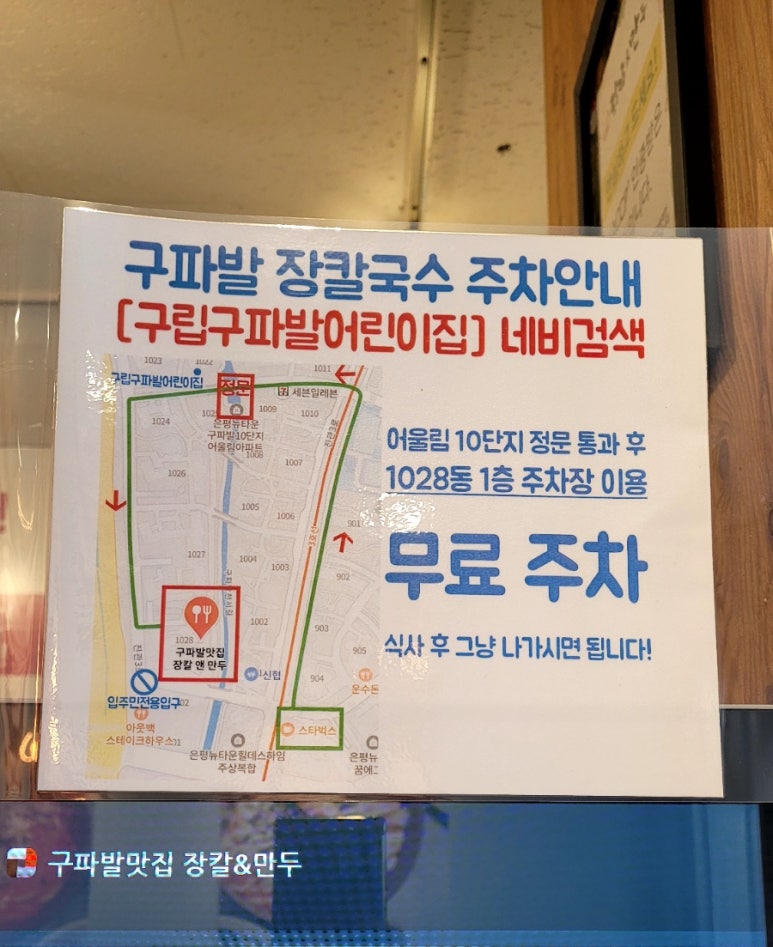 구파발 장칼국수 주차안내
[구립구파발어린이집] 네비검색
어울림 10단지 정문 통과 후
1028동 1층 주차장 이용
무료 주차
식사 후 그냥 나가시면 됩니다!
1023
1022
1011
구립구파발어린이집
정문
세븐일레븐
1024
1009
1010
은평뉴타운
구파발10단지
어울림아파트
1008
1007
1026
1005
1006
901
1027
1004
1003
902
3호선
903
1028
구파발맛집
장칼 앤 만두
905
904
신협
운수돈
입주민전용입구
아웃백
스테이크하우스
스타벅스
은평뉴타운힐데스하임
주상복합
은평뉴
꿈에그
구파발맛집 장칼&만두